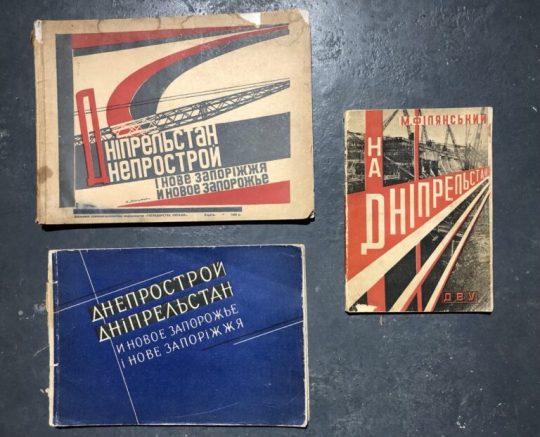 Дніпрельстан
Днепрострой
і нове запоріжжя
и новое запорожье
Днепрострой
Дніпрельстан
и новое запорожье
і нове запоріжжя
М. Філянський
На
Дніпрельстан
ДВУ